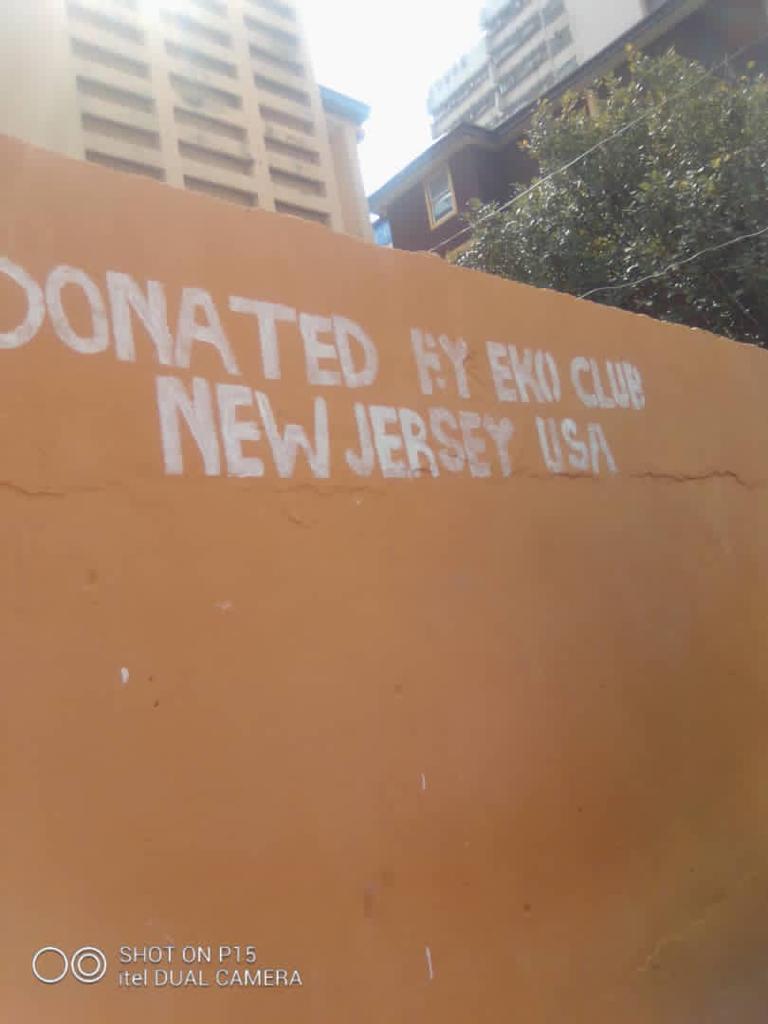 DONATED BY EKO CLUB
NEW JERSEY USA
SHOT ON P15
itel DUAL CAMERA